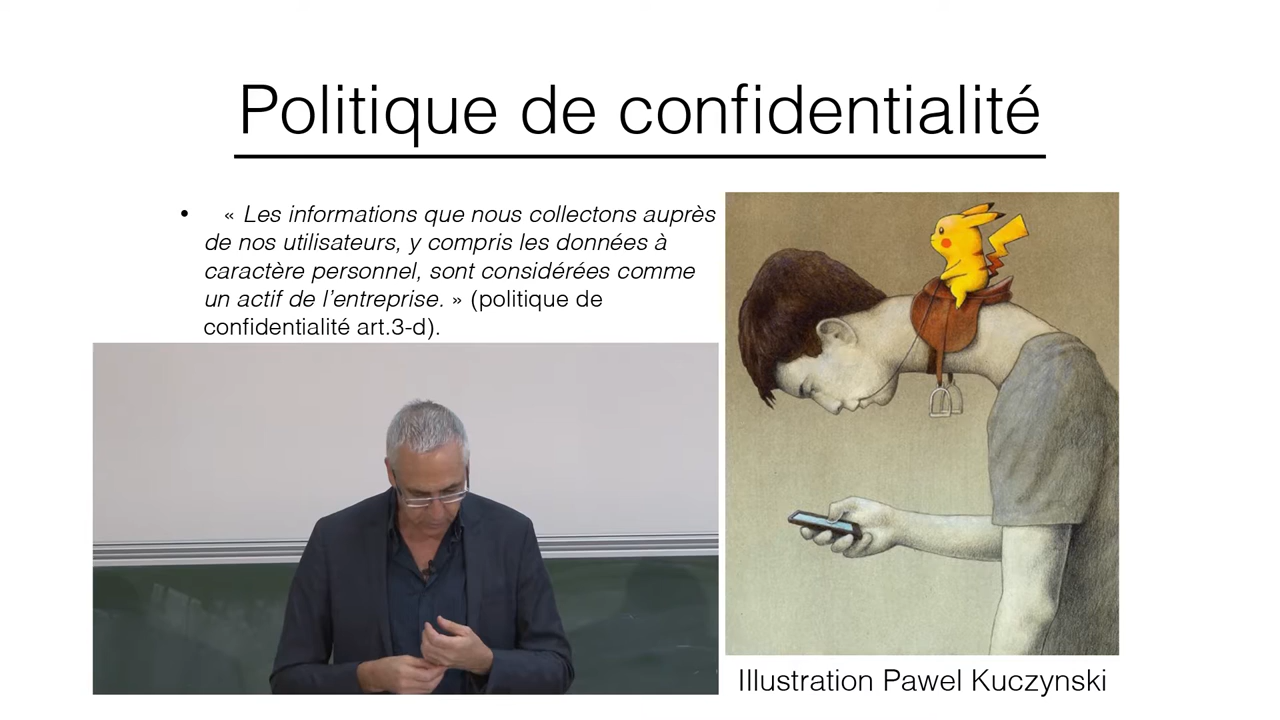 Politique de confidentialité
• « Les informations que nous collectons auprès
de nos utilisateurs, y compris les données à
caractère personnel, sont considérées comme
un actif de l’entreprise. » (politique de
confidentialité art.3-d).
Illustration Pawel Kuczynski